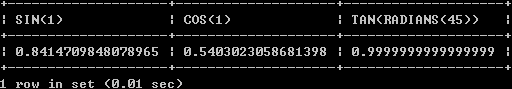 SIN(1) | COS(1) | TAN(RADIANS(45))
0.8414709848078965 | 0.5403023058681398 | 0.9999999999999999
1 row in set (0.01 sec)